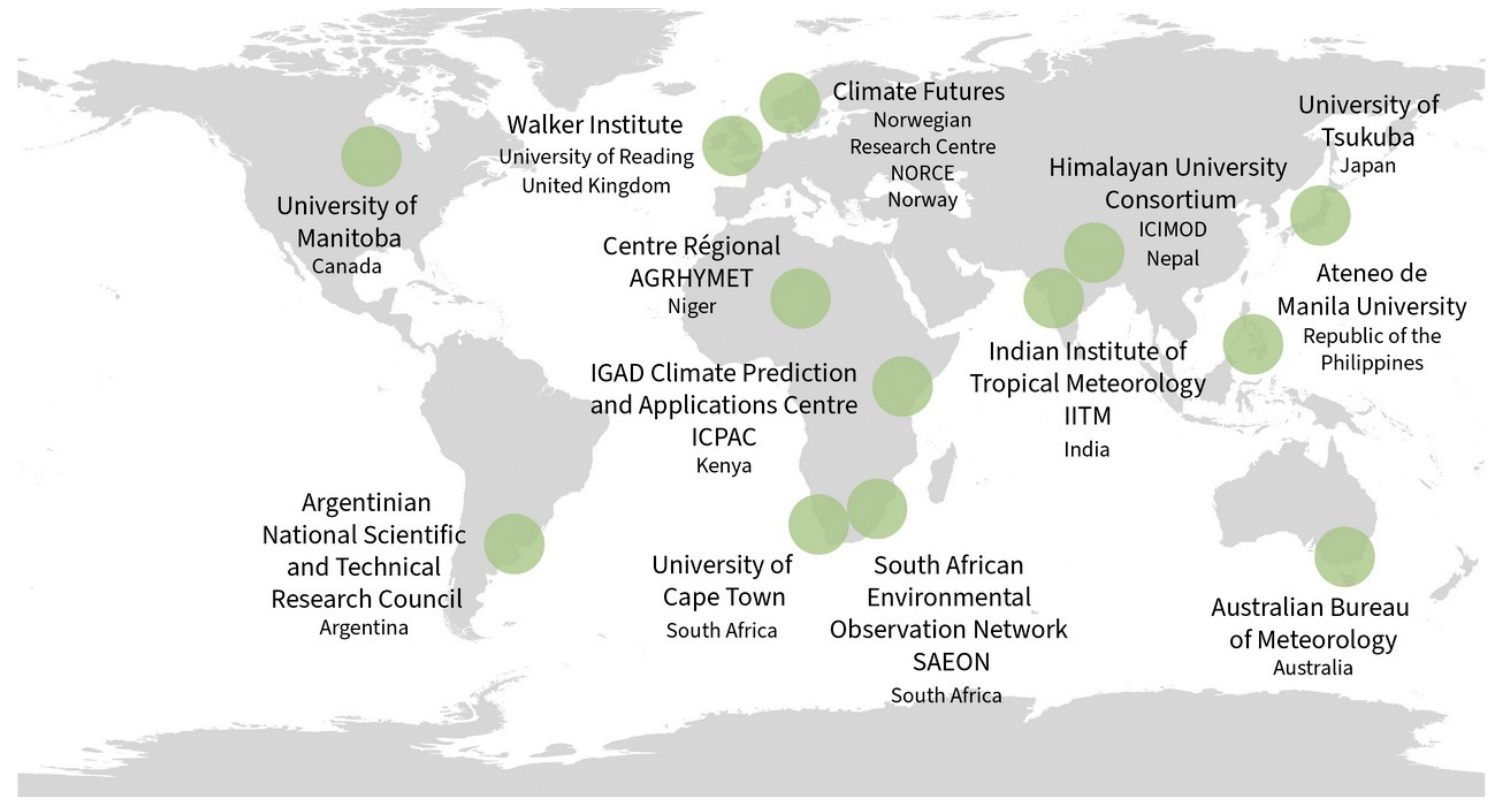 Climate Futures
Norwegian
Research Centre
NORCE
Norway
Walker Institute
University of Reading
United Kingdom
University of
Tsukuba
Japan
Himalayan University
Consortium
ICIMOD
Nepal
University of
Manitoba
Canada
Centre Régional
AGRHYMET
Niger
Ateneo de
Manila University
Republic of the
Philippines
Indian Institute of
Tropical Meteorology
IITM
India
IGAD Climate Prediction
and Applications Centre
ICPAC
Kenya
Argentinian
National Scientific
and Technical
Research Council
Argentina
University of
Cape Town
South Africa
South African
Environmental
Observation Network
SAEON
South Africa
Australian Bureau
of Meteorology
Australia